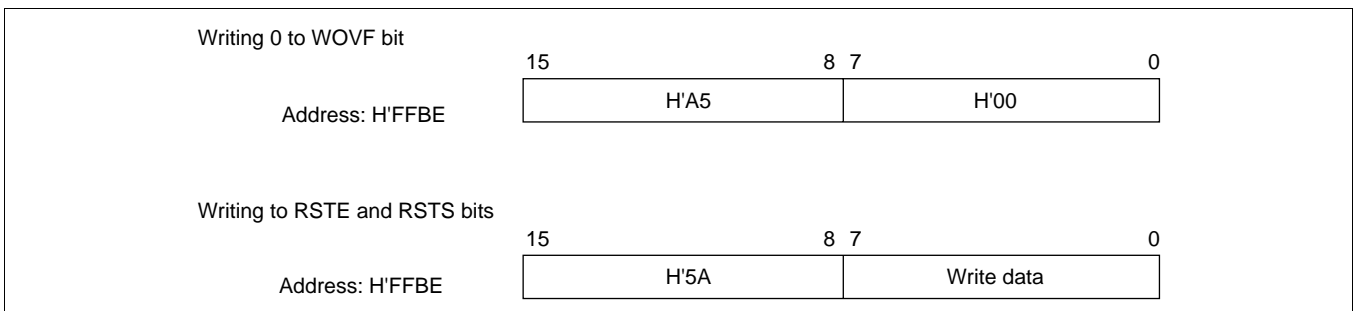 Writing 0 to WOVF bit
15 8 7 0
Address: H'FFBE H'A5 H'00
Writing to RSTE and RSTS bits
15 8 7 0
Address: H'FFBE H'5A Write data